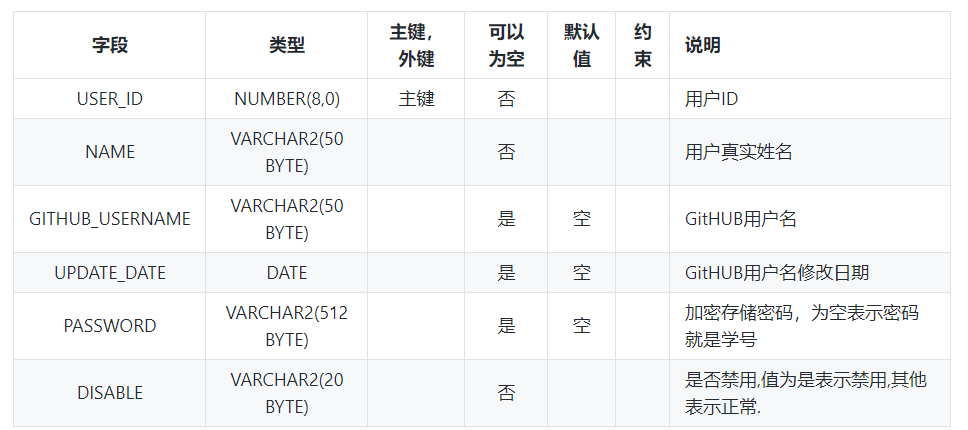 字段 类型 主键，外键 可以为空 默认值 约束 说明
USER_ID NUMBER(8,0) 主键 否 用户ID
NAME VARCHAR2(50 BYTE) 否 用户真实姓名
GITHUB_USERNAME VARCHAR2(50 BYTE) 是 空 GitHUB用户名
UPDATE_DATE DATE 是 空 GitHUB用户名修改日期
PASSWORD VARCHAR2(512 BYTE) 是 空 加密存储密码，为空表示密码就是学号
DISABLE VARCHAR2(20 BYTE) 否 是否禁用,值为是表示禁用,其他表示正常.